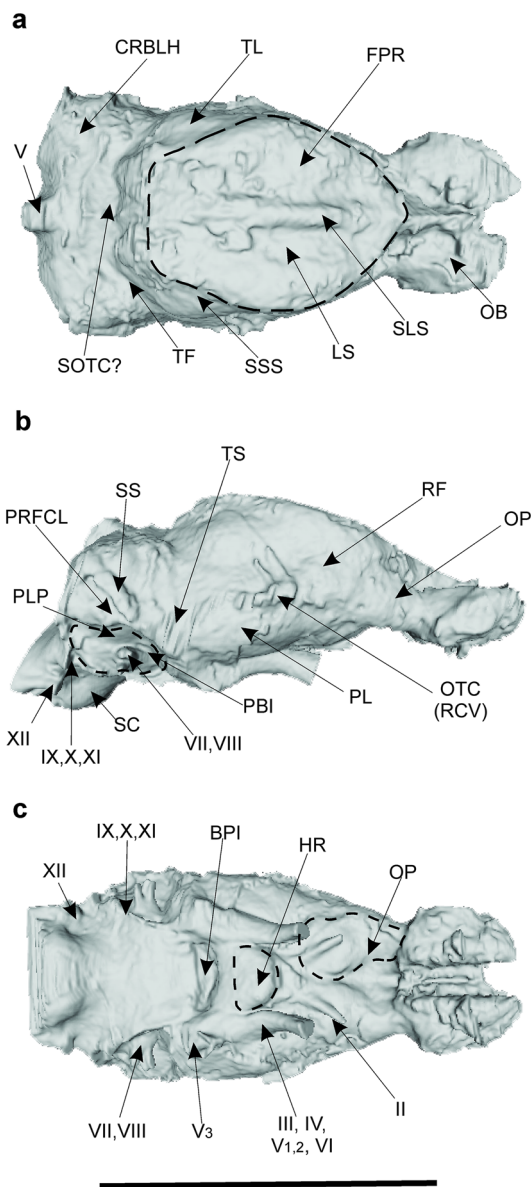 a
CRBLH
TL
FPR
V
OB
SLS
LS
SSS
TF
SOTC?
b
TS
SS
RF
PRFCL
OP
PLP
PL
OTC
(RCV)
PBI
SC
VII,VIII
XII
IX,X,XI
c
IX,X,XI
BPI
HR
XII
OP
II
VII,VIII
V3
III, IV,
V1,2, VI